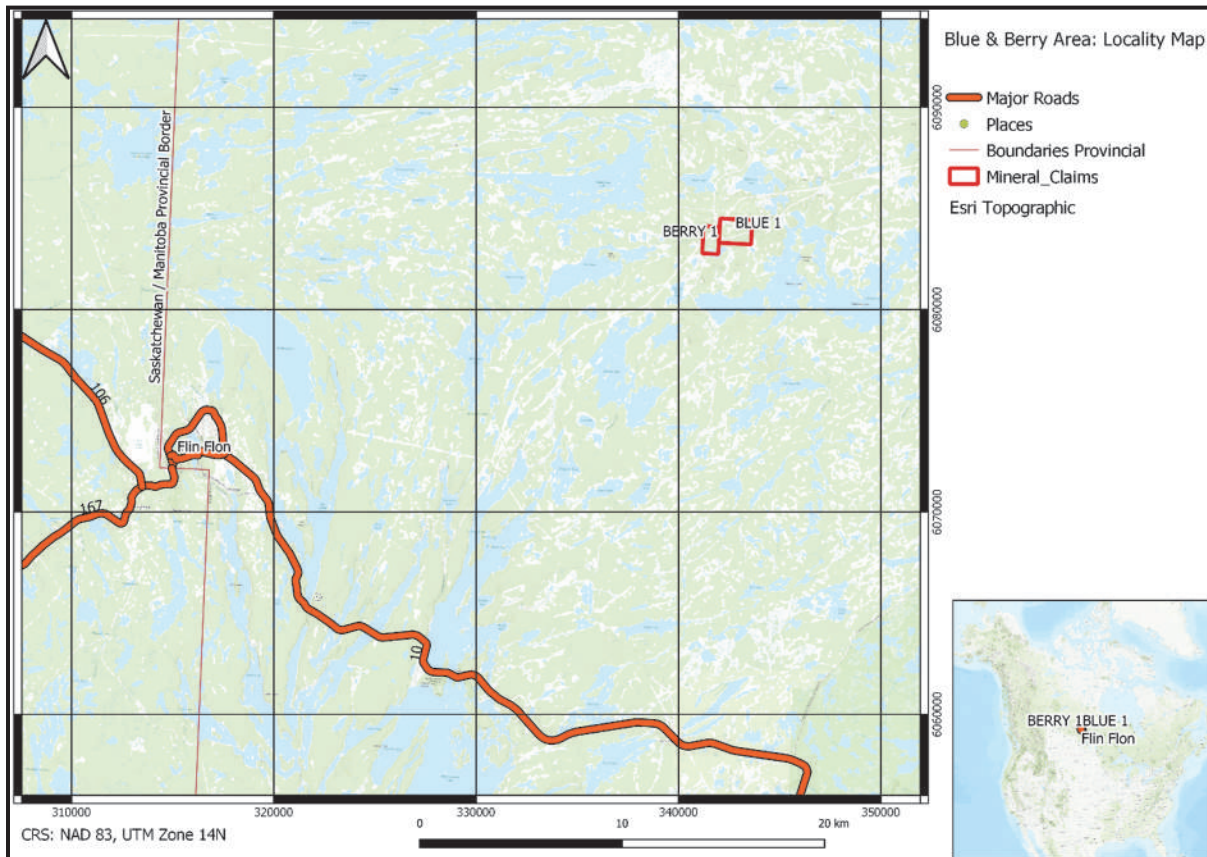 Blue & Berry Area: Locality Map
Major Roads
Places
Boundaries Provincial
Mineral_Claims
Esri Topographic
Saskatchewan / Manitoba Provincial Border
BERRY 1
BLUE 1
6090000
6080000
6070000
6060000
106
Flin Flon
167
10
310000
320000
330000
340000
350000
CRS: NAD 83, UTM Zone 14N
0
10
20 km
BERRY 1BLUE 1
Flin Flon